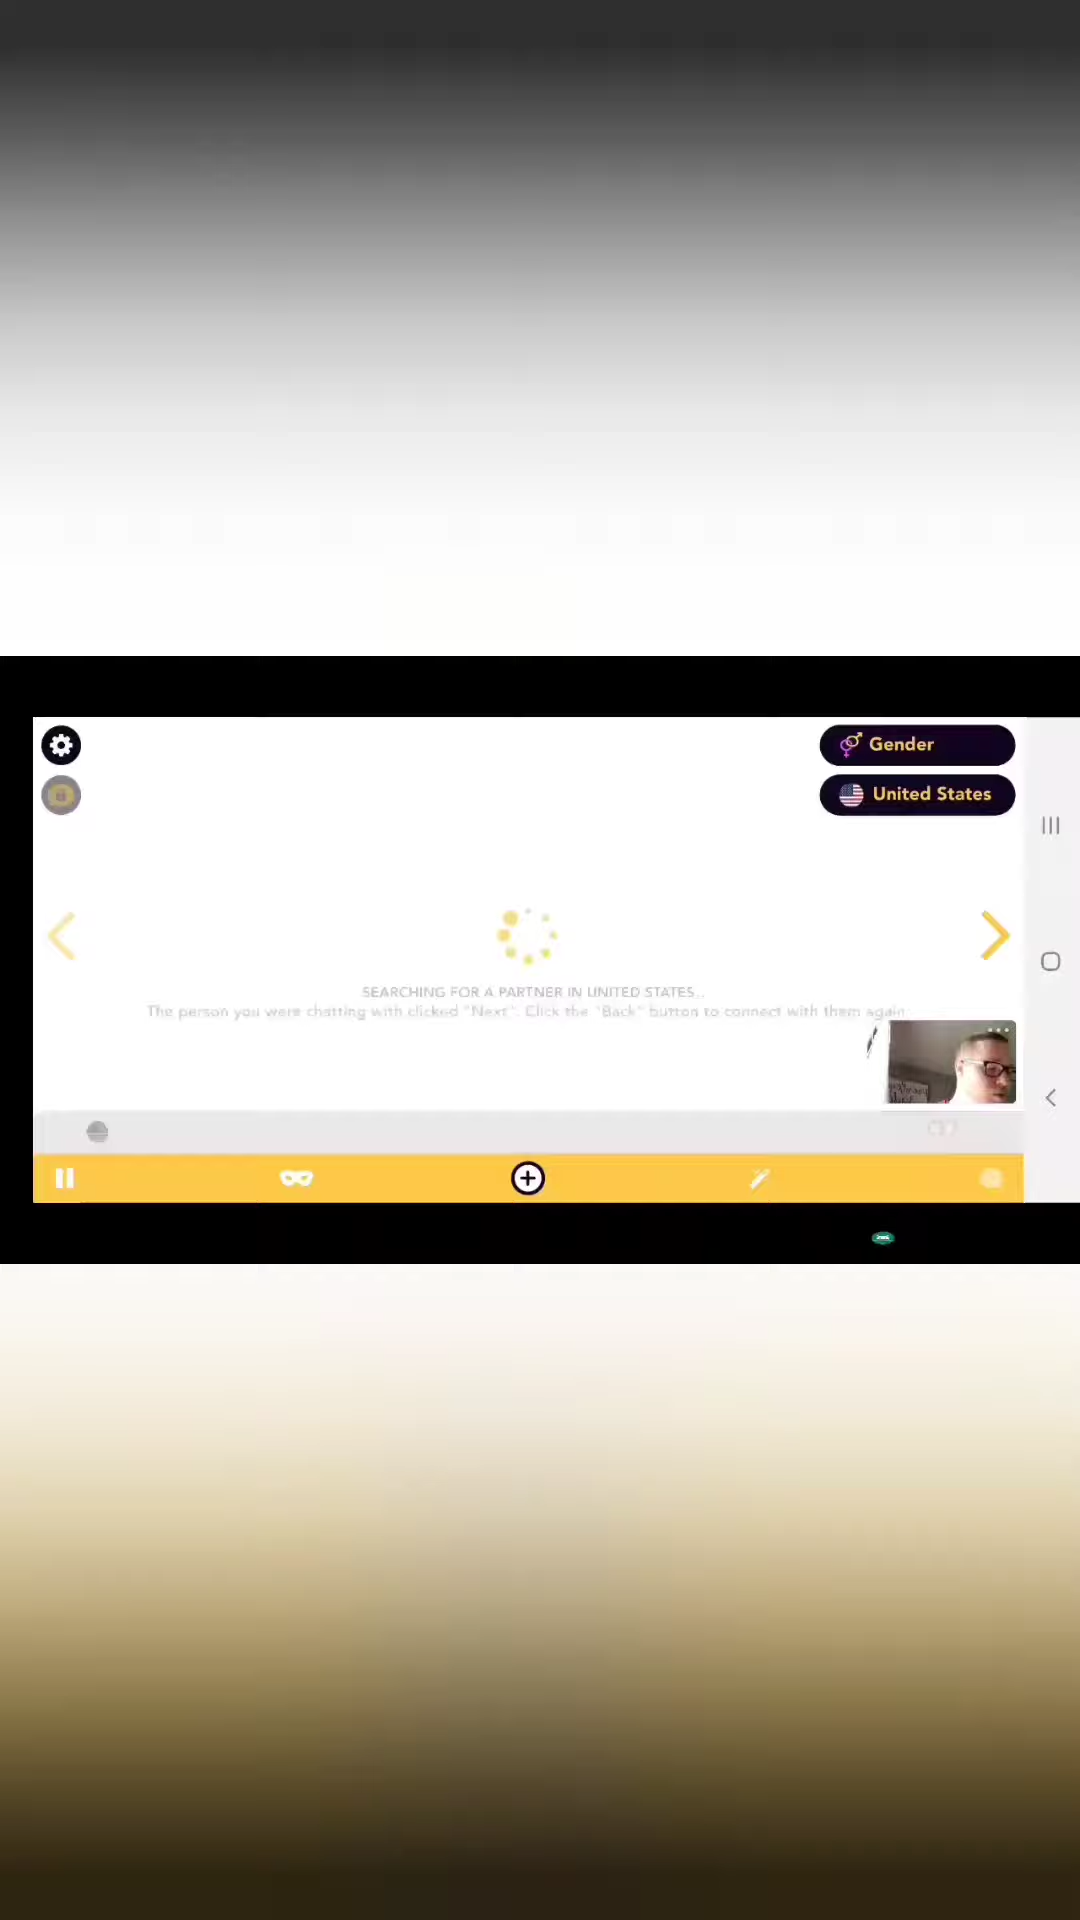 Gender
United States
SEARCHING FOR A PARTNER IN UNITED STATES..
The person you were chatting with clicked "Next". Click the "Back" button to connect with them again